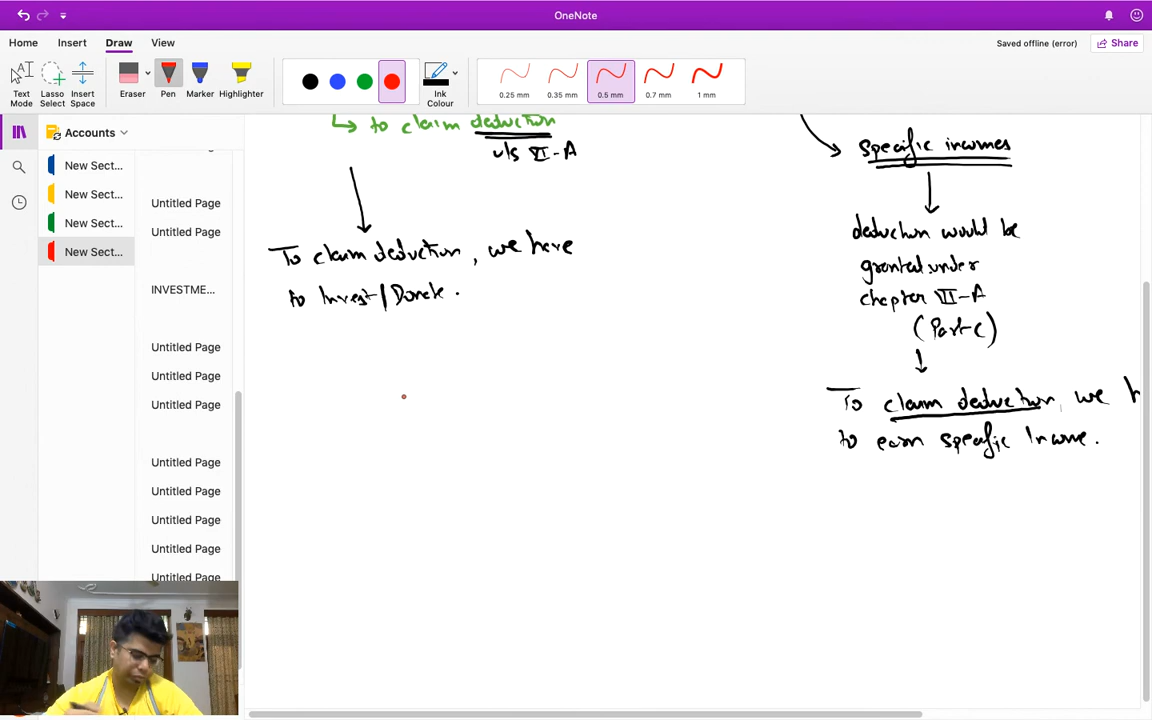 OneNote
Home Insert Draw View
Saved offline (error)
Share
Text Mode
Lasso Select
Insert Space
Eraser
Pen
Marker
Highlighter
Ink Colour
0.25 mm
0.35 mm
0.5 mm
0.7 mm
1 mm
Accounts
New Sect...
New Sect...
New Sect...
New Sect...
Untitled Page
Untitled Page
INVESTME...
Untitled Page
Untitled Page
Untitled Page
Untitled Page
Untitled Page
Untitled Page
Untitled Page
Untitled Page
to claim deduction
u/s VI-A
To claim deduction, we have
to Invest/Donate.
specific incomes
deduction would be
granted under
chapter VI-A
(Part-C)
To claim deduction, we h
to earn specific Income.